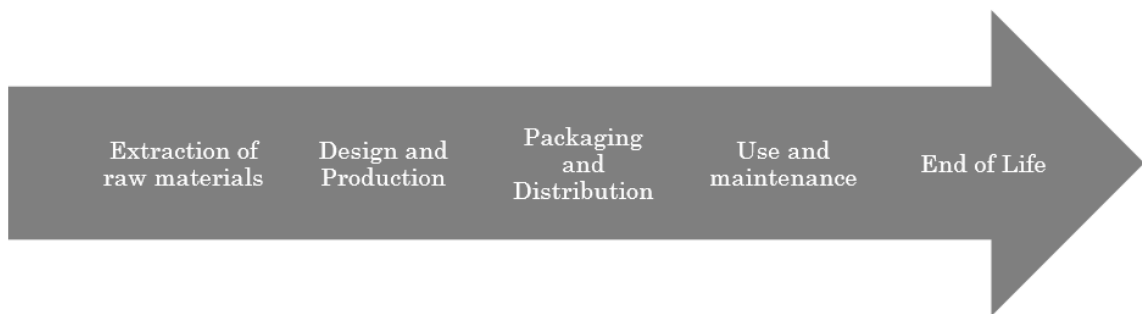 Extraction of
raw materials
Design and
Production
Packaging
and
Distribution
Use and
maintenance
End of Life